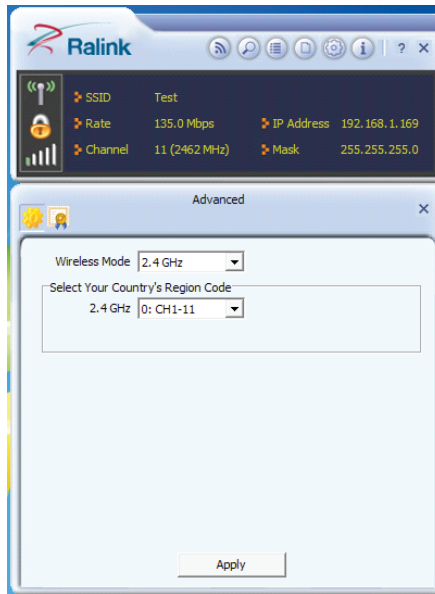 Ralink
? ×
SSID Test
Rate 135.0 Mbps IP Address 192.168.1.169
Channel 11 (2462 MHz) Mask 255.255.255.0
Advanced ×
Wireless Mode 2.4 GHz
Select Your Country's Region Code
2.4 GHz 0: CH1-11
Apply